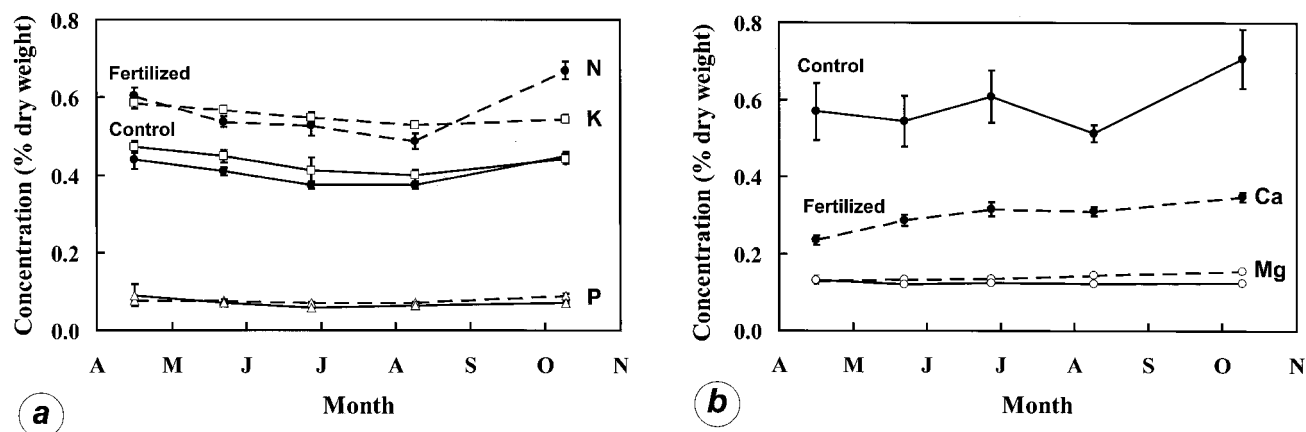 Concentration (% dry weight)
0.8
0.6
0.4
0.2
0.0
Fertilized
Control
N
K
P
A M J J A S O N
Month
a
Concentration (% dry weight)
0.8
0.6
0.4
0.2
0.0
Control
Fertilized
Ca
Mg
A M J J A S O N
Month
b